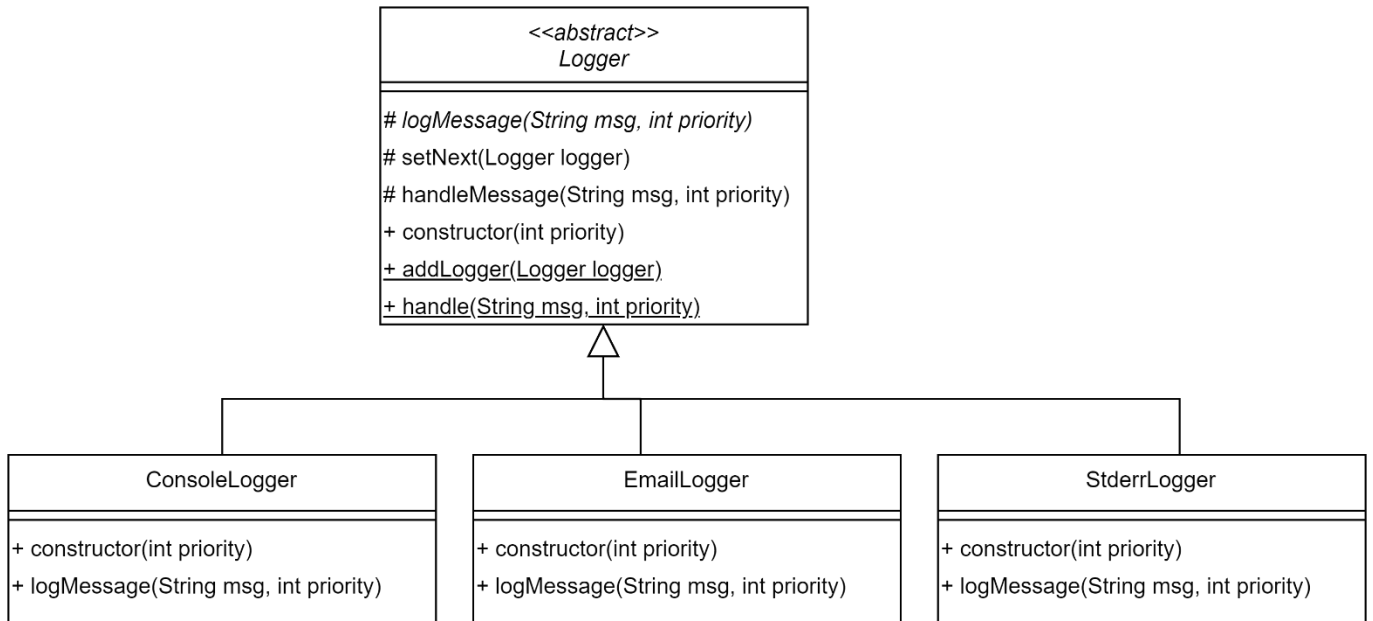 <<abstract>>
Logger
# logMessage(String msg, int priority)
# setNext(Logger logger)
# handleMessage(String msg, int priority)
+ constructor(int priority)
+ addLogger(Logger logger)
+ handle(String msg, int priority)
ConsoleLogger
+ constructor(int priority)
+ logMessage(String msg, int priority)
EmailLogger
+ constructor(int priority)
+ logMessage(String msg, int priority)
StderrLogger
+ constructor(int priority)
+ logMessage(String msg, int priority)